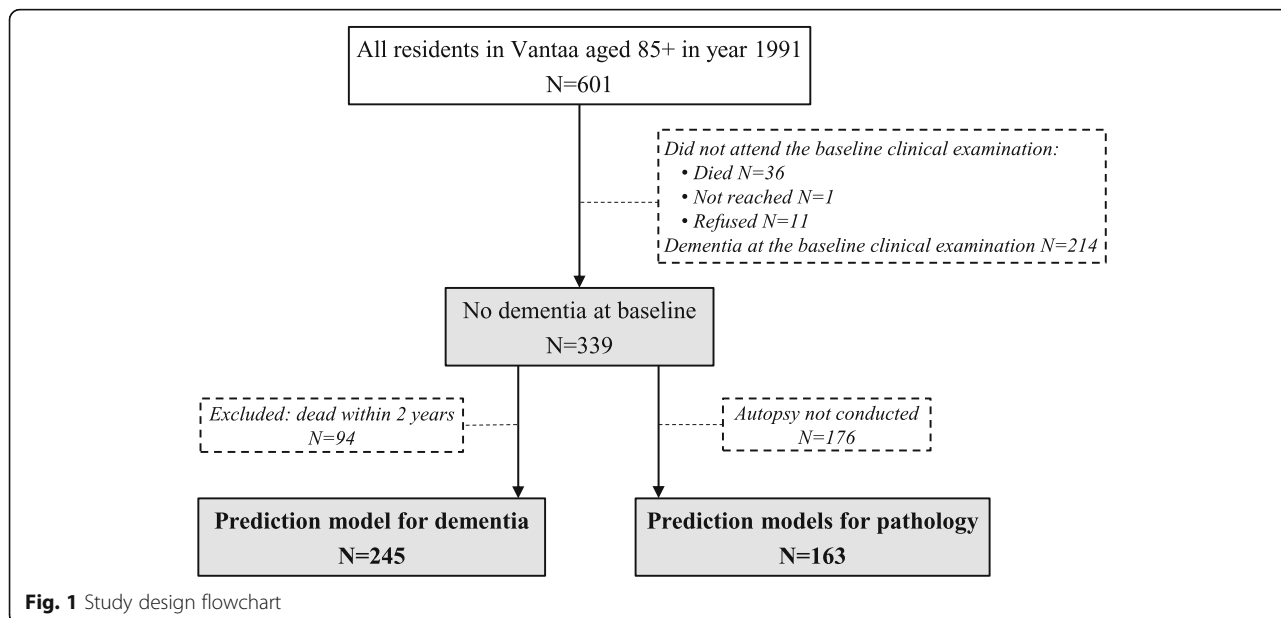 All residents in Vantaa aged 85+ in year 1991
N=601
Did not attend the baseline clinical examination:
• Died N=36
• Not reached N=1
• Refused N=11
Dementia at the baseline clinical examination N=214
No dementia at baseline
N=339
Excluded: dead within 2 years
N=94
Autopsy not conducted
N=176
Prediction model for dementia
N=245
Prediction models for pathology
N=163
Fig. 1 Study design flowchart